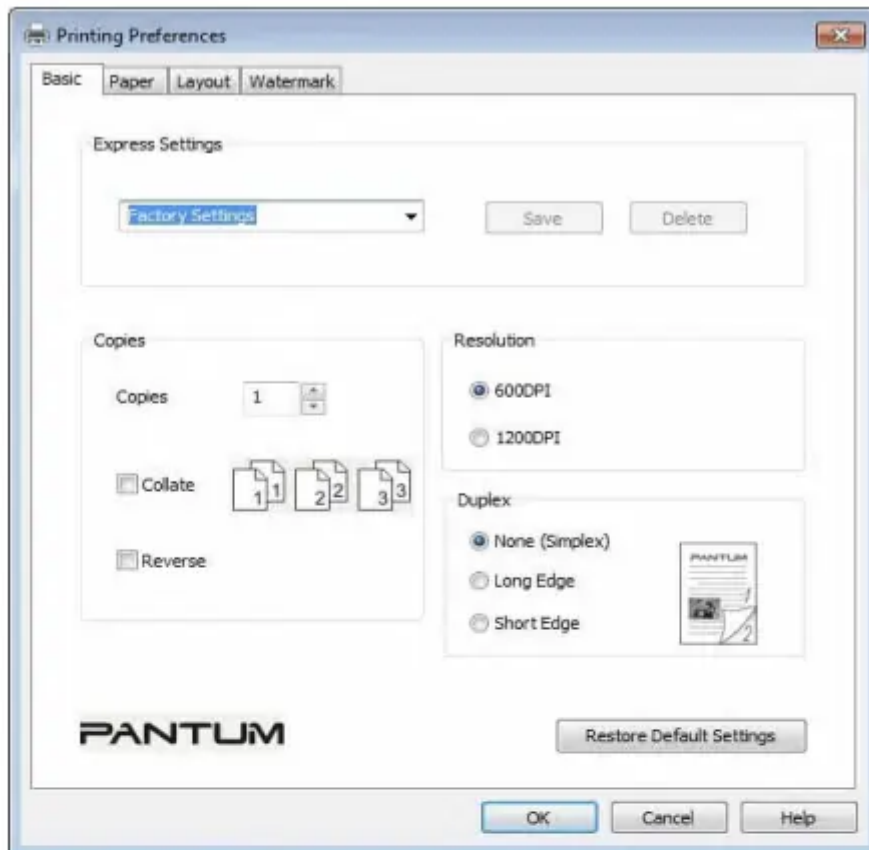 Printing Preferences
Basic Paper Layout Watermark
Express Settings
Factory Settings Save Delete
Copies
Copies 1
Collate 1 1 2 2 3 3
Reverse
Resolution
600DPI
1200DPI
Duplex
None (Simplex)
Long Edge
Short Edge
PANTUM
1
2
PANTUM
Restore Default Settings
OK Cancel Help